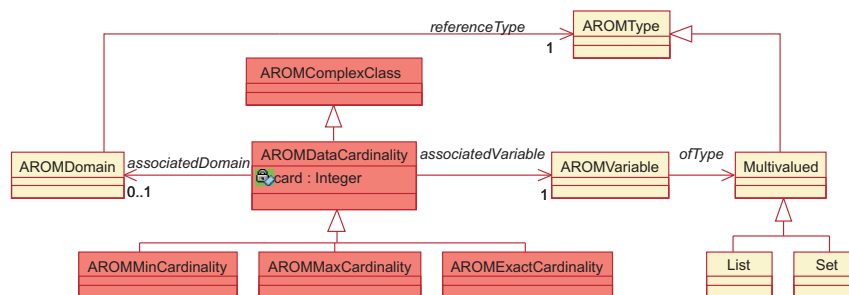 referenceType
AROMType
1
AROMComplexClass
AROMDomain
associatedDomain
0..1
AROMDataCardinality
card : Integer
associatedVariable
1
AROMVariable
ofType
Multivalued
AROMMinCardinality
AROMMaxCardinality
AROMExactCardinality
List
Set